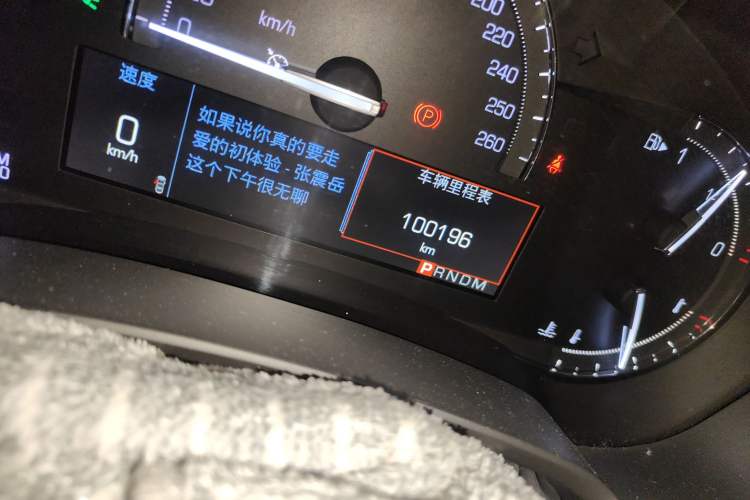 km/h
0
200
220
240
250
260
速度
0
km/h
如果说你真的要走
爱的初体验 - 张震岳
这个下午很无聊
车辆里程表
100196
km
PRNDM
P
1
0